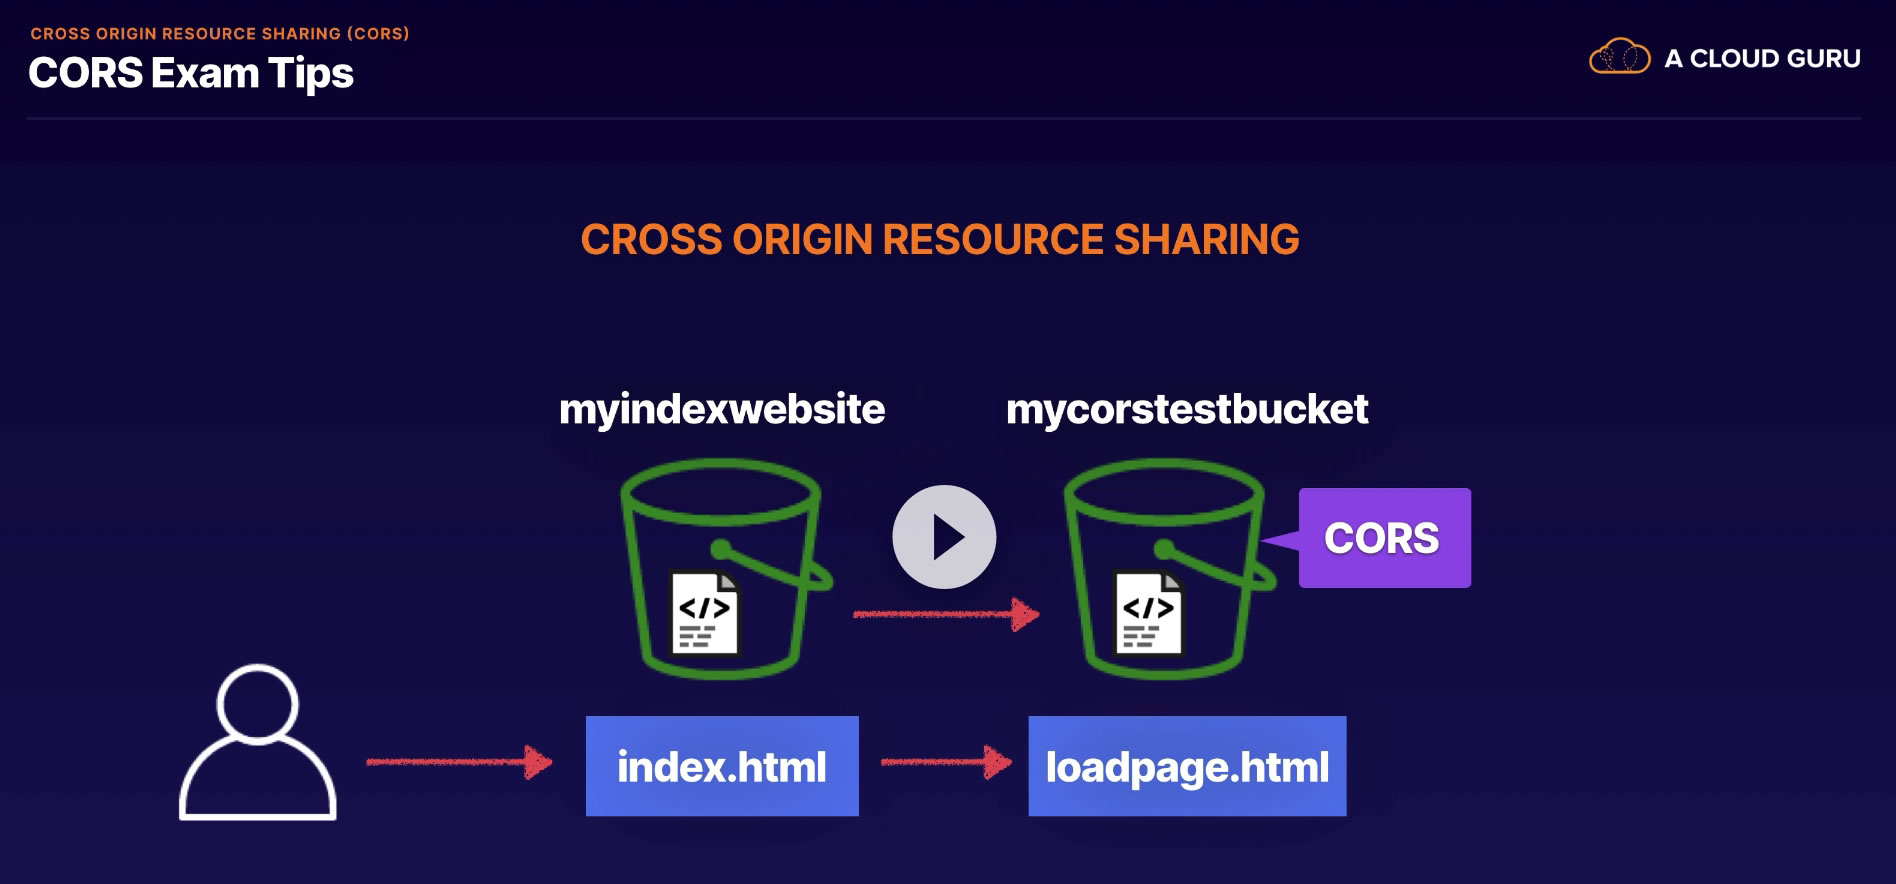 CROSS ORIGIN RESOURCE SHARING (CORS)
CORS Exam Tips
A CLOUD GURU
CROSS ORIGIN RESOURCE SHARING
myindexwebsite
mycorstestbucket
CORS
</>
</>
index.html
loadpage.html